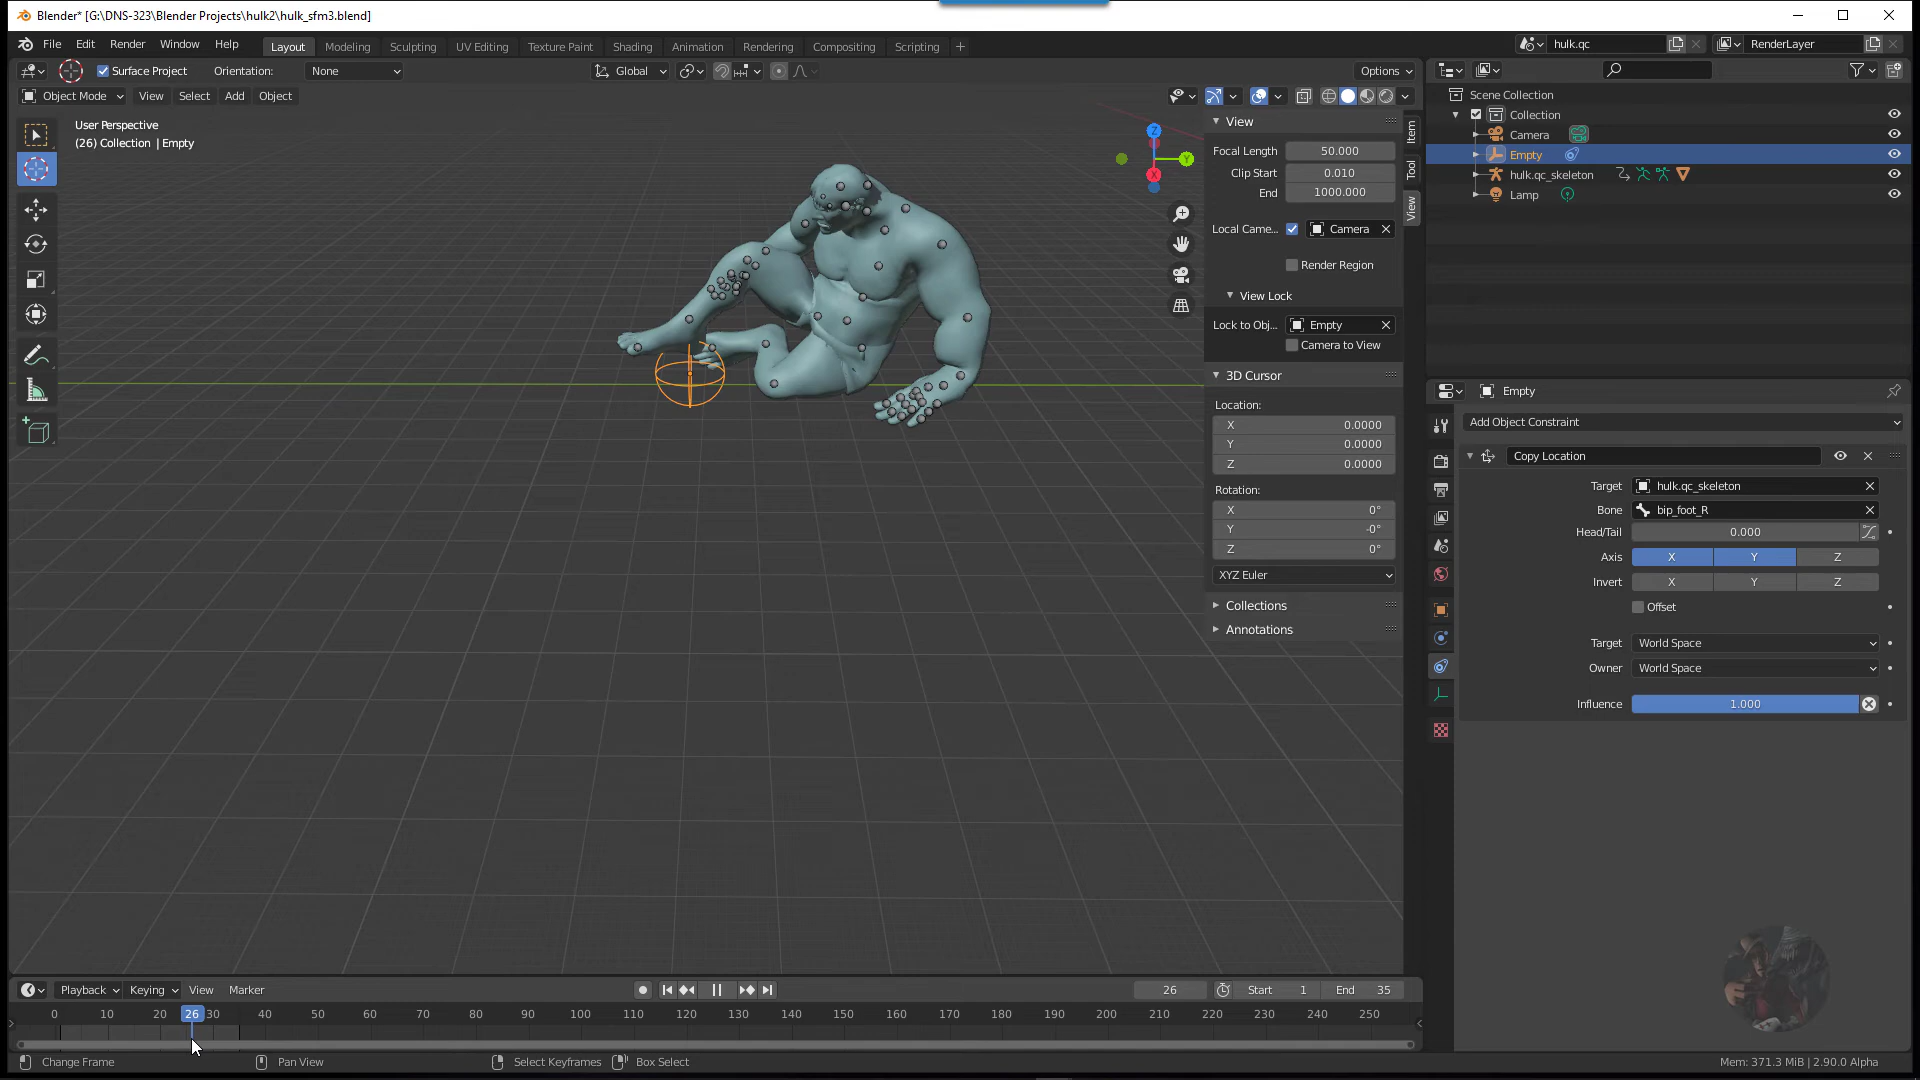 Blender* [G:\DNS-323\Blender Projects\hulk2\hulk_sfm3.blend]
File Edit Render Window Help Layout Modeling Sculpting UV Editing Texture Paint Shading Animation Rendering Compositing Scripting + hulk.qc RenderLayer
Surface Project Orientation: None Global Options
Object Mode View Select Add Object
User Perspective
(26) Collection | Empty
Z
Y
X
View
Focal Length 50.000
Clip Start 0.010
End 1000.000
Local Came... Camera
Render Region
View Lock
Lock to Obj... Empty
Camera to View
3D Cursor
Location:
X 0.0000
Y 0.0000
Z 0.0000
Rotation:
X 0°
Y -0°
Z 0°
XYZ Euler
Collections
Annotations
Item
Tool
View
Scene Collection
Collection
Camera
Empty
hulk.qc_skeleton
Lamp
Empty
Add Object Constraint
Copy Location
Target hulk.qc_skeleton
Bone bip_foot_R
Head/Tail 0.000
Axis X Y Z
Invert X Y Z
Offset
Target World Space
Owner World Space
Influence 1.000
Playback Keying View Marker 26 Start 1 End 35
0 10 20 26 30 40 50 60 70 80 90 100 110 120 130 140 150 160 170 180 190 200 210 220 230 240 250
Change Frame Pan View Select Keyframes Box Select Mem: 371.3 MiB | 2.90.0 Alpha